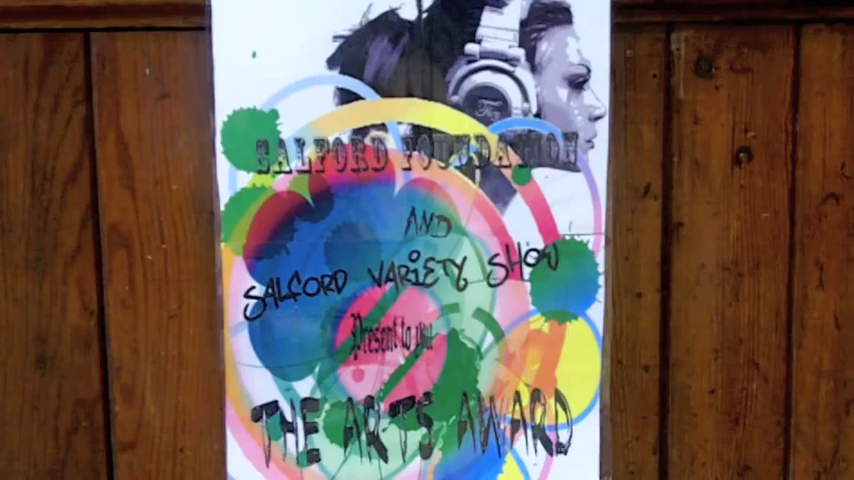 SALFORD FOUNDATION
AND
SALFORD VARIETY SHOW
Present to you
THE ARTS AWARD